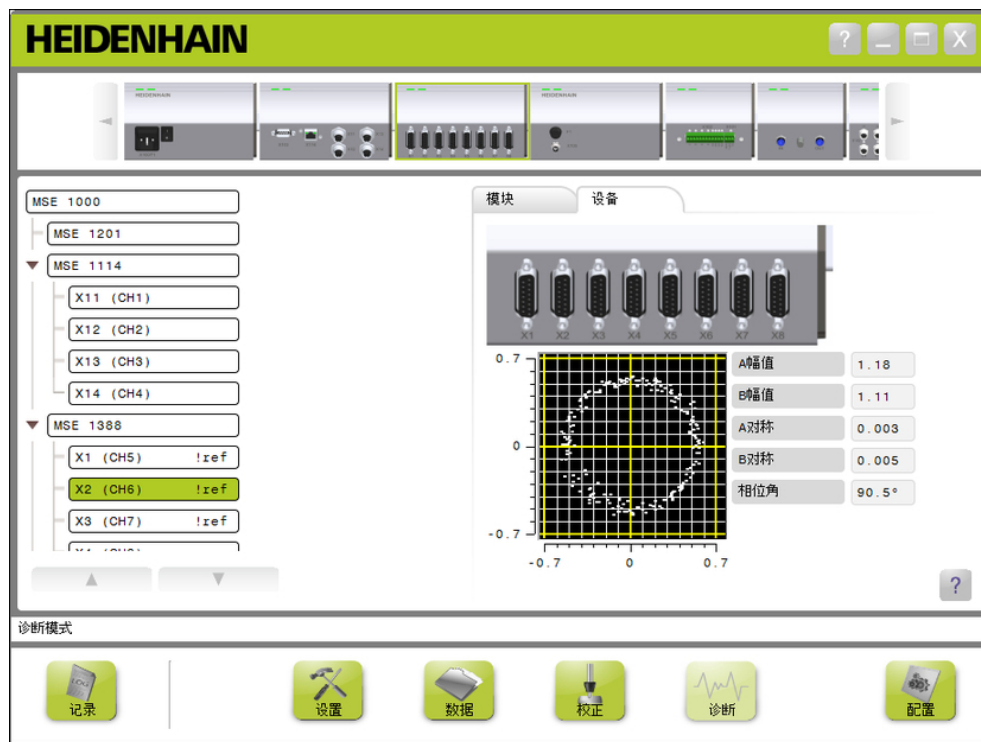 HEIDENHAIN
?
X
HEIDENHAIN
HEIDENHAIN
MSE 1000
MSE 1201
MSE 1114
X11 (CH1)
X12 (CH2)
X13 (CH3)
X14 (CH4)
MSE 1388
X1 (CH5) !ref
X2 (CH6) !ref
X3 (CH7) !ref
模块
设备
X1 X2 X3 X4 X5 X6 X7 X8
0.7
0
-0.7
-0.7 0 0.7
A幅值 1.18
B幅值 1.11
A对称 0.003
B对称 0.005
相位角 90.5°
?
诊断模式
LOG
记录
设置
数据
校正
诊断
配置